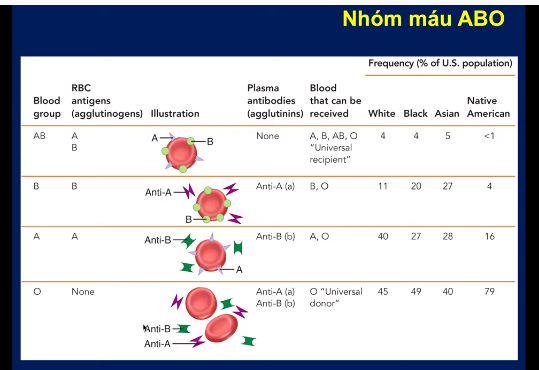 Nhóm máu ABO
Frequency (% of U.S. population)
RBC Plasma Blood
Blood antigens antibodies that can be Native
group (agglutinogens) Illustration (agglutinins) received White Black Asian American
AB A A B None A, B, AB, O 4 4 5 <1
B "Universal
recipient"
B B Anti-A Anti-A (a) B, O 11 20 27 4
B
A A Anti-B Anti-B (b) A, O 40 27 28 16
A
O None Anti-A (a) O "Universal 45 49 40 79
Anti-B (b) donor"
Anti-B
Anti-A